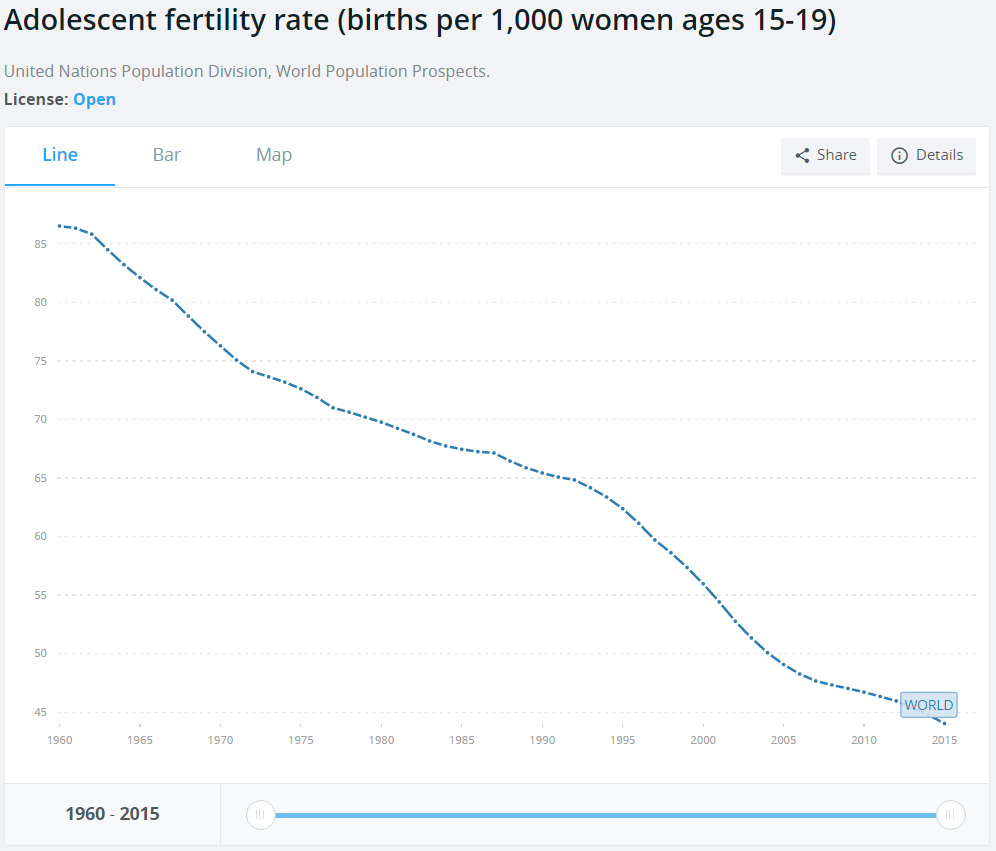 Adolescent fertility rate (births per 1,000 women ages 15-19)
United Nations Population Division, World Population Prospects.
License: Open
Line Bar Map Share Details
85
80
75
70
65
60
55
50
45
WORLD
1960 1965 1970 1975 1980 1985 1990 1995 2000 2005 2010 2015
1960 - 2015